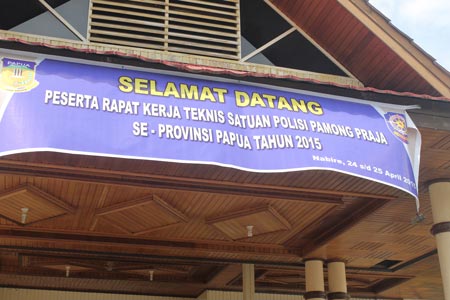 PAPUA
SELAMAT DATANG
PESERTA RAPAT KERJA TEKNIS SATUAN POLISI PAMONG PRAJA
SE - PROVINSI PAPUA TAHUN 2015
Nabire, 24 s/d 25 April